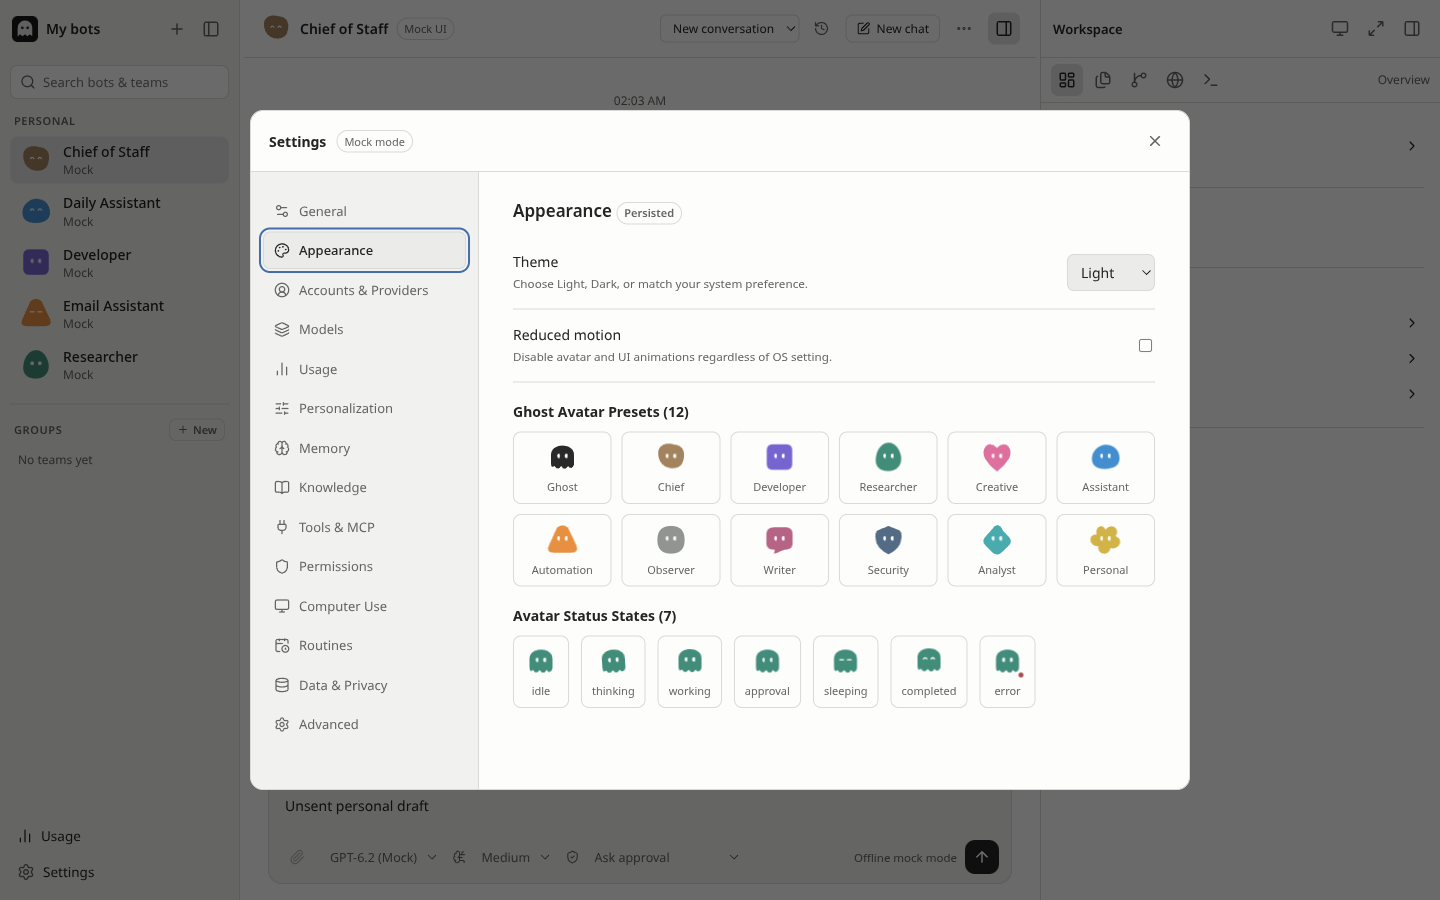 My bots
Search bots & teams
PERSONAL
Chief of Staff
Mock
Daily Assistant
Mock
Developer
Mock
Email Assistant
Mock
Researcher
Mock
GROUPS
New
No teams yet
Usage
Settings
Chief of Staff
Mock UI
New conversation
New chat
02:03 AM
Workspace
Overview
Settings
Mock mode
General
Appearance
Accounts & Providers
Models
Usage
Personalization
Memory
Knowledge
Tools & MCP
Permissions
Computer Use
Routines
Data & Privacy
Advanced
Appearance
Persisted
Theme
Choose Light, Dark, or match your system preference.
Light
Reduced motion
Disable avatar and UI animations regardless of OS setting.
Ghost Avatar Presets (12)
Ghost
Chief
Developer
Researcher
Creative
Assistant
Automation
Observer
Writer
Security
Analyst
Personal
Avatar Status States (7)
idle
thinking
working
approval
sleeping
completed
error
Unsent personal draft
GPT-6.2 (Mock)
Medium
Ask approval
Offline mock mode